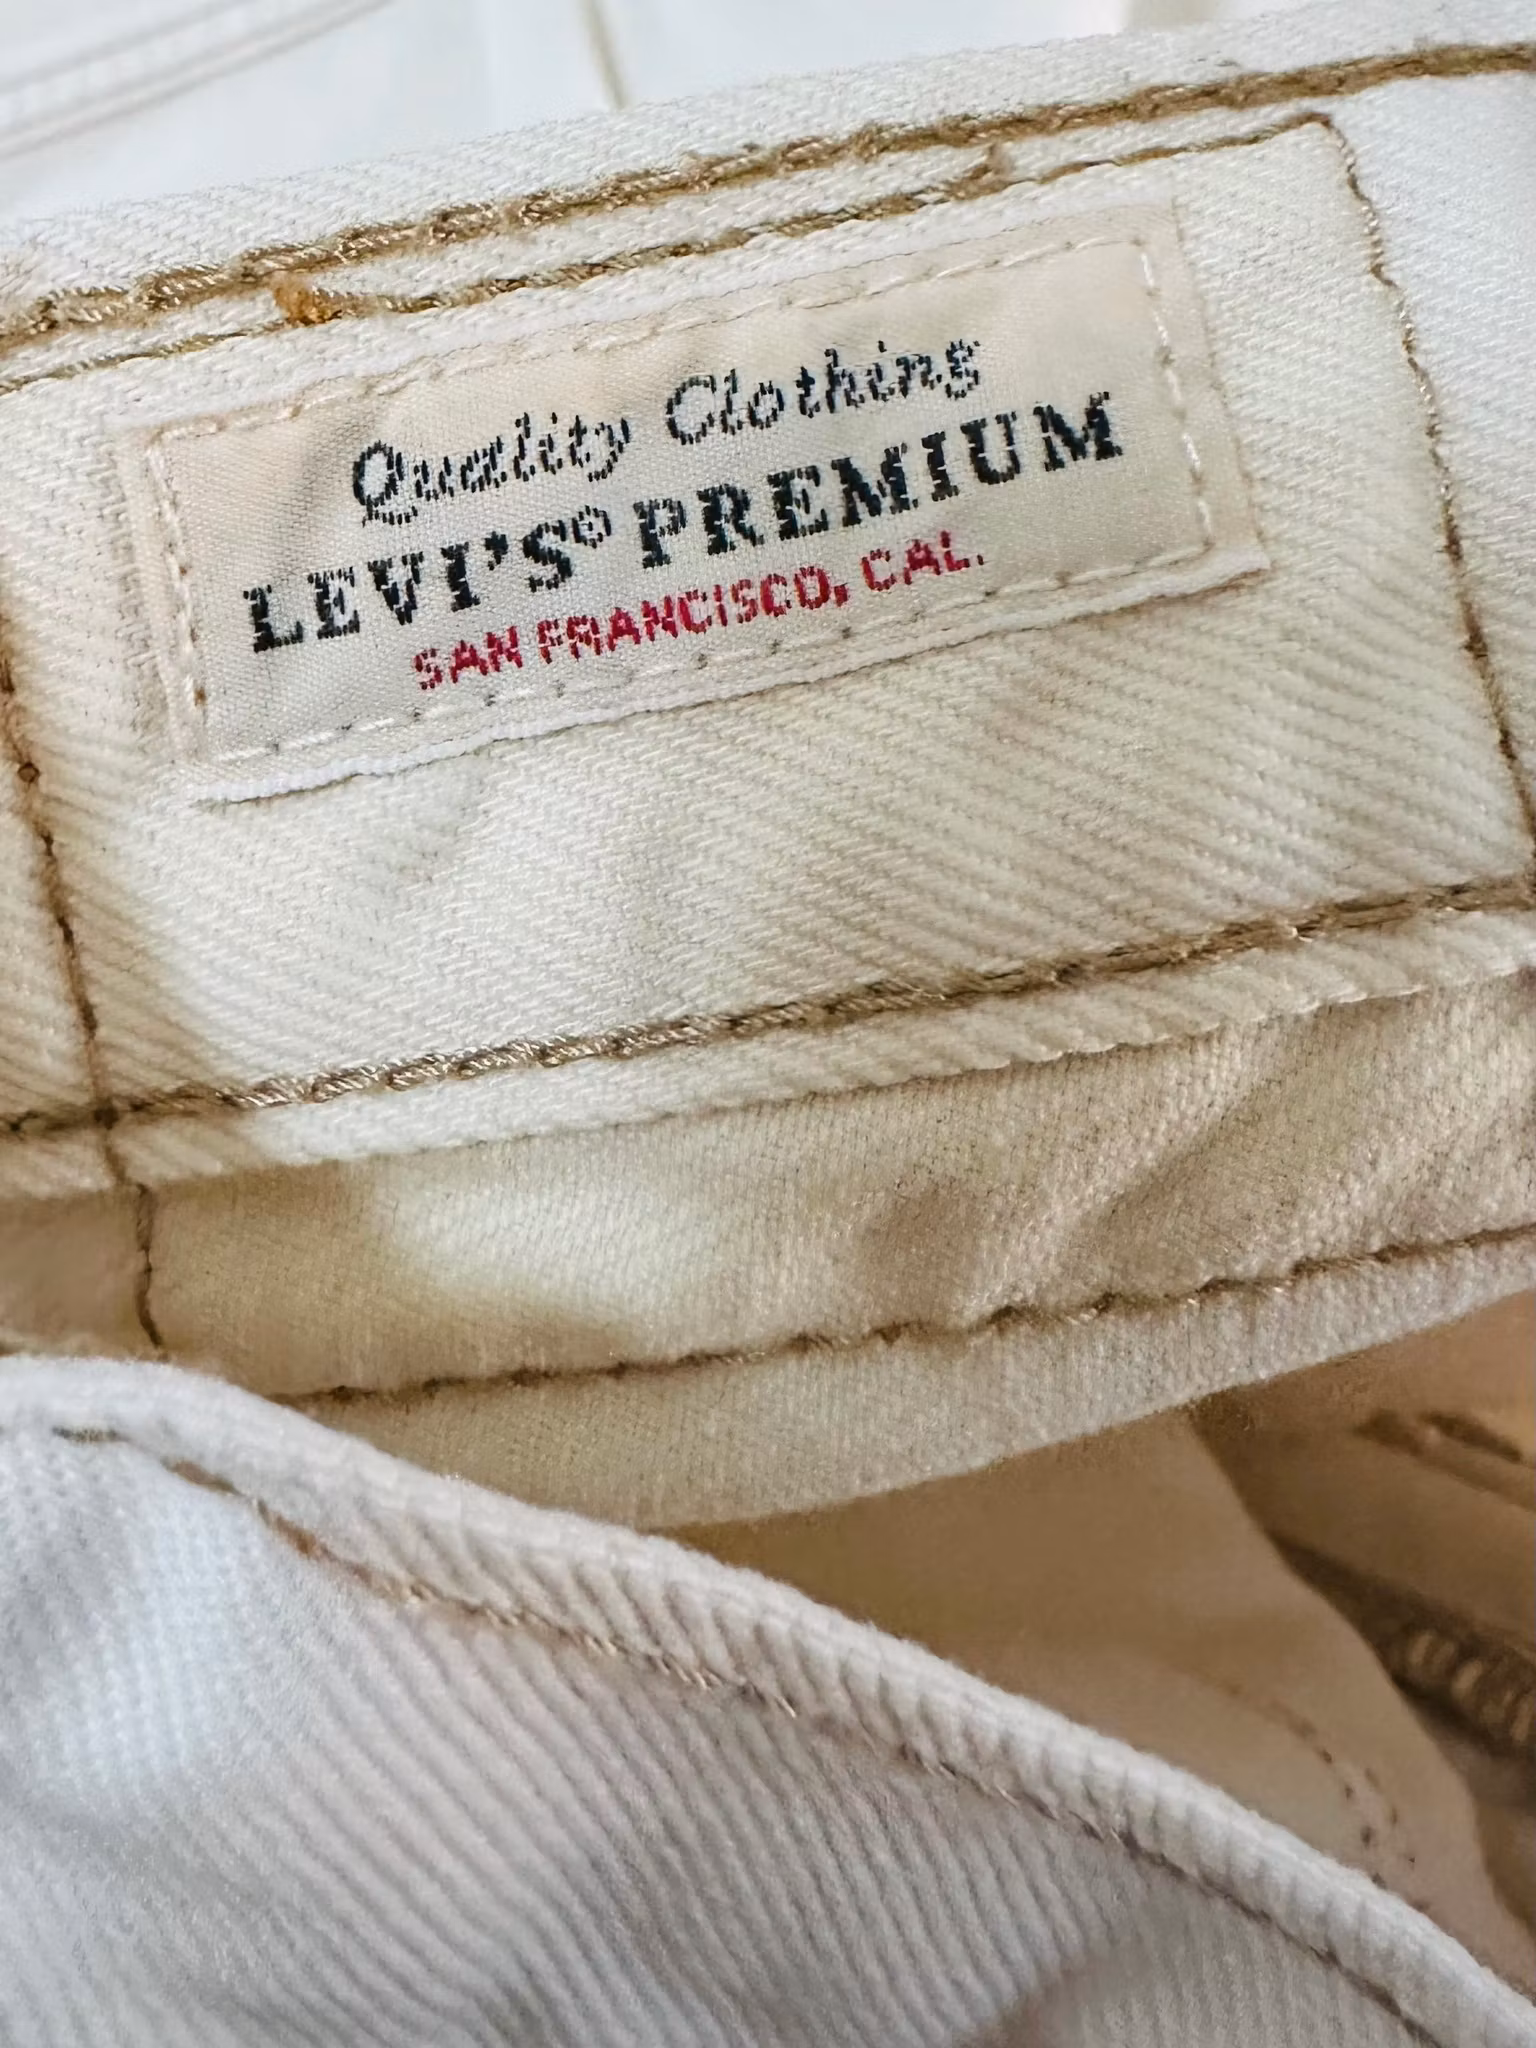 Quality Clothing
LEVI'S® PREMIUM
SAN FRANCISCO, CAL.